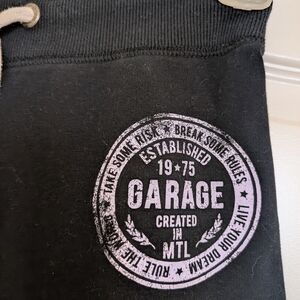 TAKE SOME RISK ★ BREAK SOME RULES ★ LIVE YOUR DREAM ★ RULE THE WORLD ★
ESTABLISHED
19★75
GARAGE
CREATED
IN
MTL